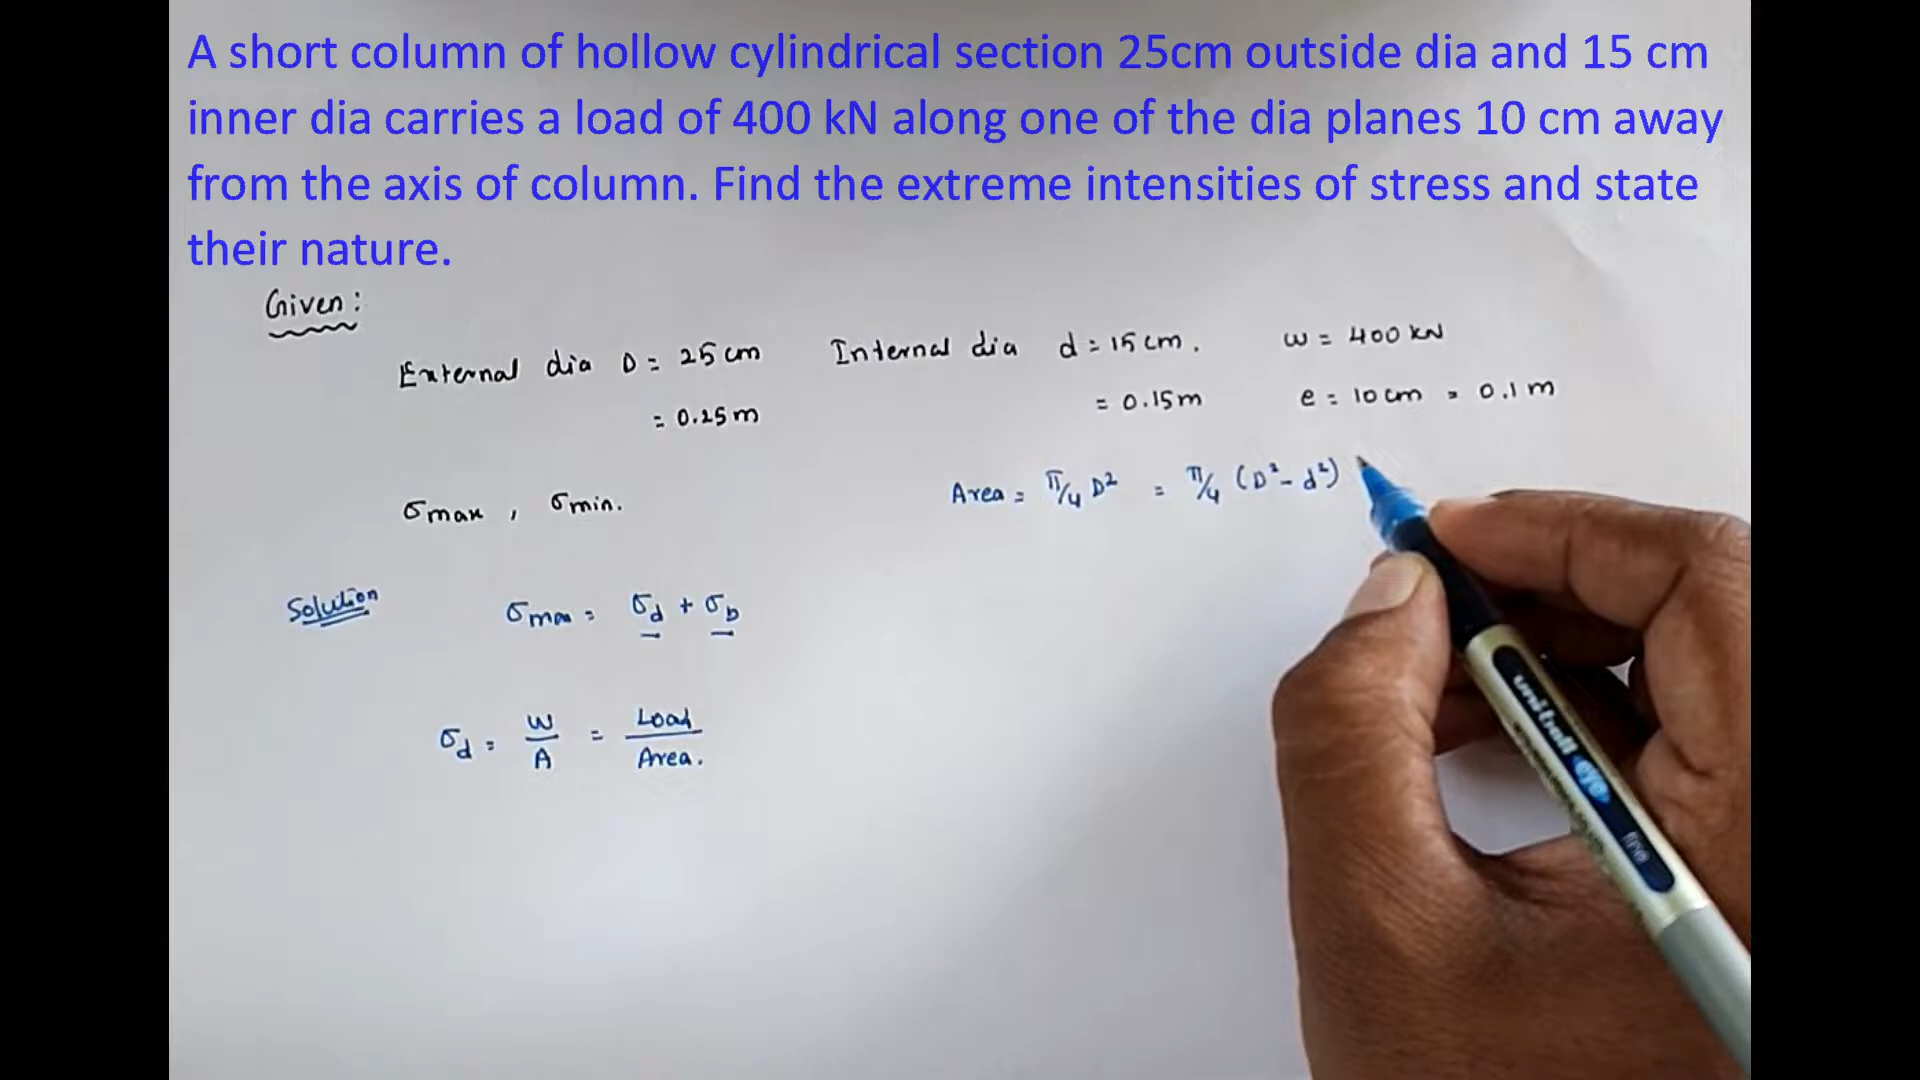 A short column of hollow cylindrical section 25cm outside dia and 15 cm
inner dia carries a load of 400 kN along one of the dia planes 10 cm away
from the axis of column. Find the extreme intensities of stress and state
their nature.
Given:
External dia D = 25 cm Internal dia d = 15 cm. W = 400 kN
= 0.25 m = 0.15 m e = 10 cm = 0.1 m
Area = π/4 D² = π/4 (D² - d²)
σmax, σmin.
Solution σmax = σd + σb
σd = W/A = Load/Area.
uniball eye
fine